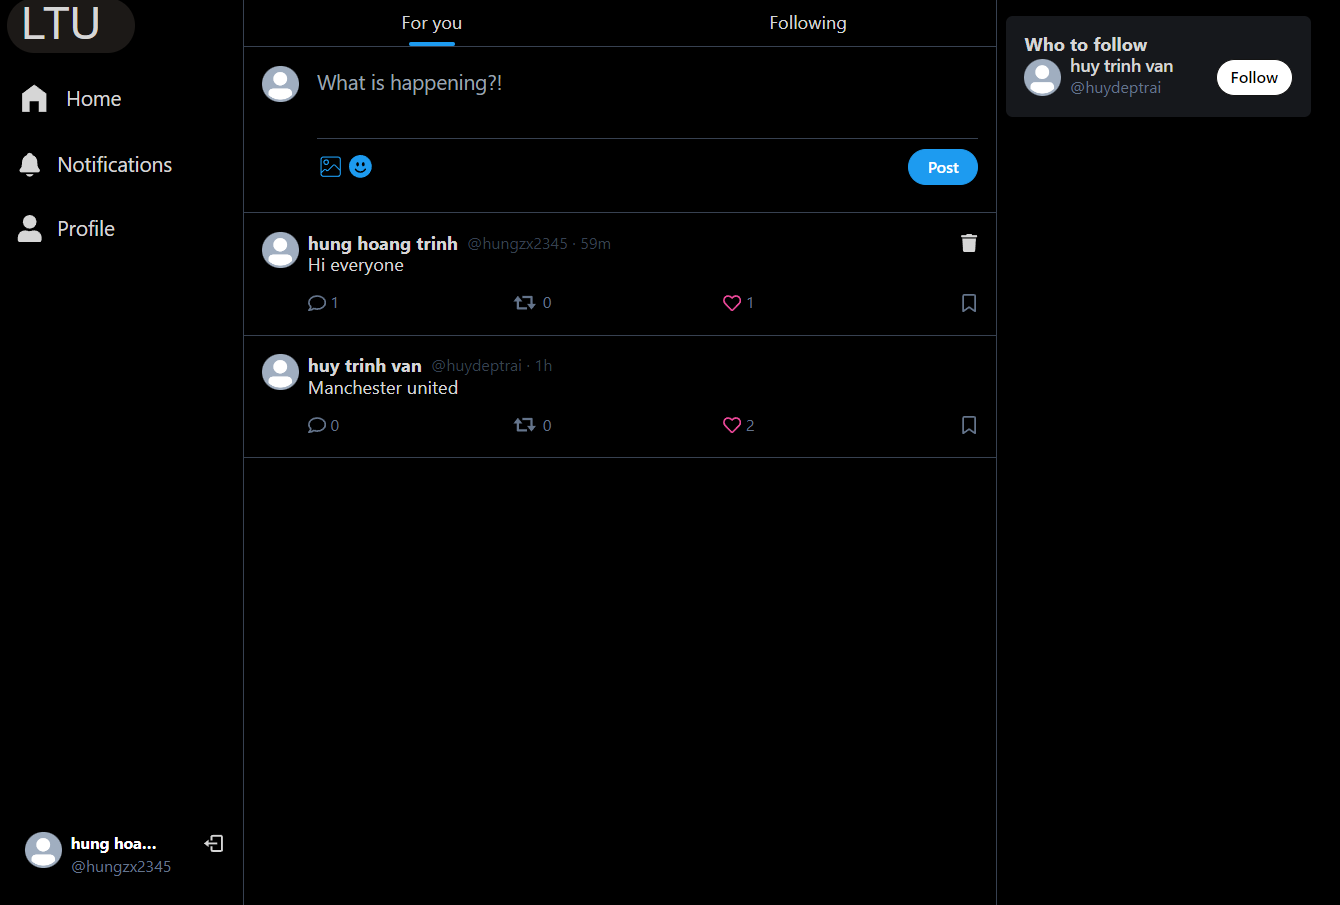 LTU
Home
Notifications
Profile
hung hoa...
@hungzx2345
For you
Following
What is happening?!
Post
hung hoang trinh @hungzx2345 · 59m
Hi everyone
1 0 1
huy trinh van @huydeptrai · 1h
Manchester united
0 0 2
Who to follow
huy trinh van
@huydeptrai
Follow